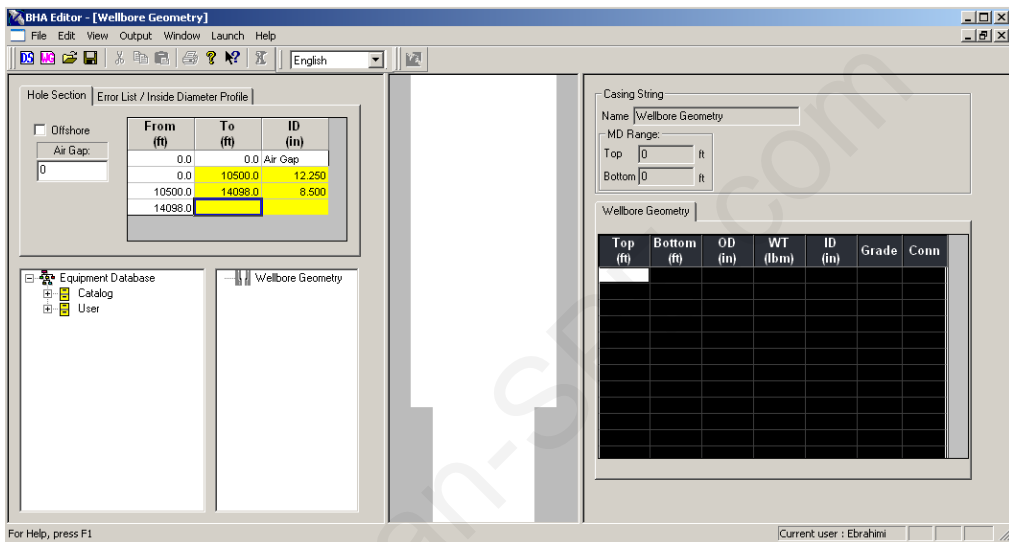 BHA Editor - [Wellbore Geometry]
File Edit View Output Window Launch Help
DS WG English
Hole Section Error List / Inside Diameter Profile
Offshore
Air Gap:
0
From (ft) To (ft) ID (in)
0.0 0.0 Air Gap
0.0 10500.0 12.250
10500.0 14098.0 8.500
14098.0
Equipment Database
Catalog
User
Wellbore Geometry
Casing String
Name Wellbore Geometry
MD Range:
Top 0 ft
Bottom 0 ft
Wellbore Geometry
Top (ft) Bottom (ft) OD (in) WT (lbm) ID (in) Grade Conn
For Help, press F1
Current user : Ebrahimi